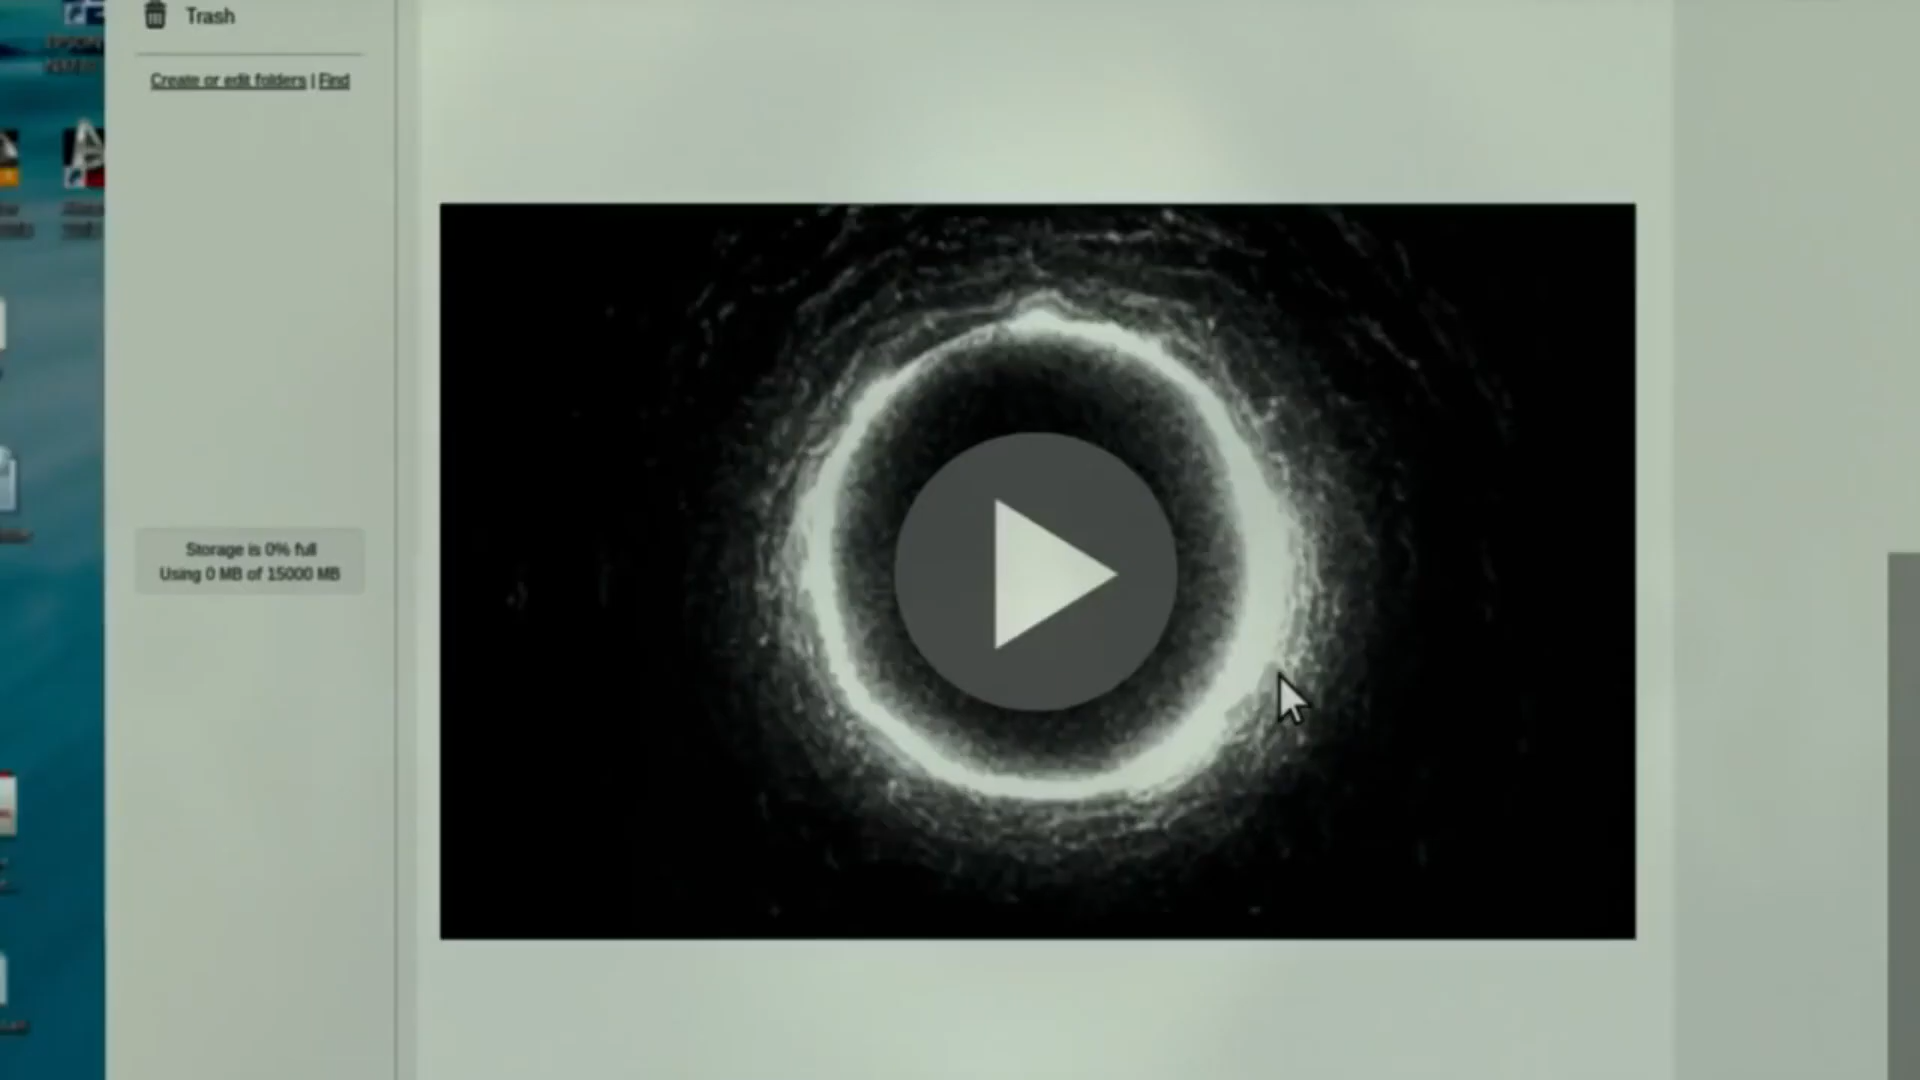 Trash
Create or edit folders | Find
Storage is 0% full
Using 0 MB of 15000 MB